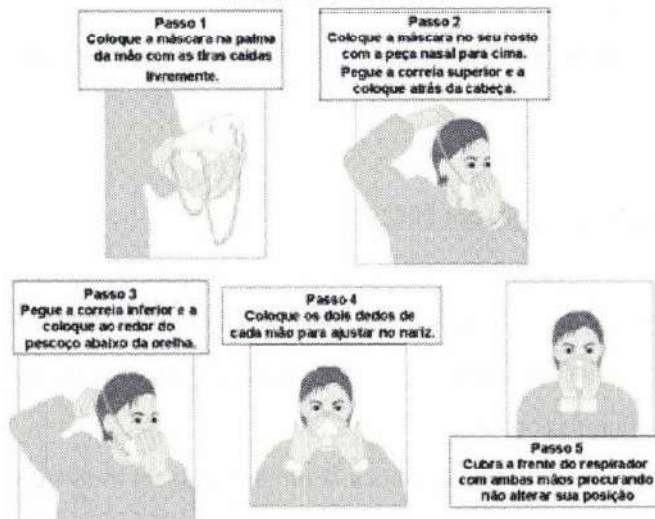 Passo 1
Coloque a máscara na palma
da mão com as tiras caídas
livremente.
Passo 2
Coloque a máscara no seu rosto
com a peça nasal para cima.
Pegue a correia superior e a
coloque atrás da cabeça.
Passo 3
Pegue a correia inferior e a
coloque ao redor do
pescoço abaixo da orelha.
Passo 4
Coloque os dois dedos de
cada mão para ajustar no nariz.
Passo 5
Cubra a frente do respirador
com ambas mãos procurando
não alterar sua posição